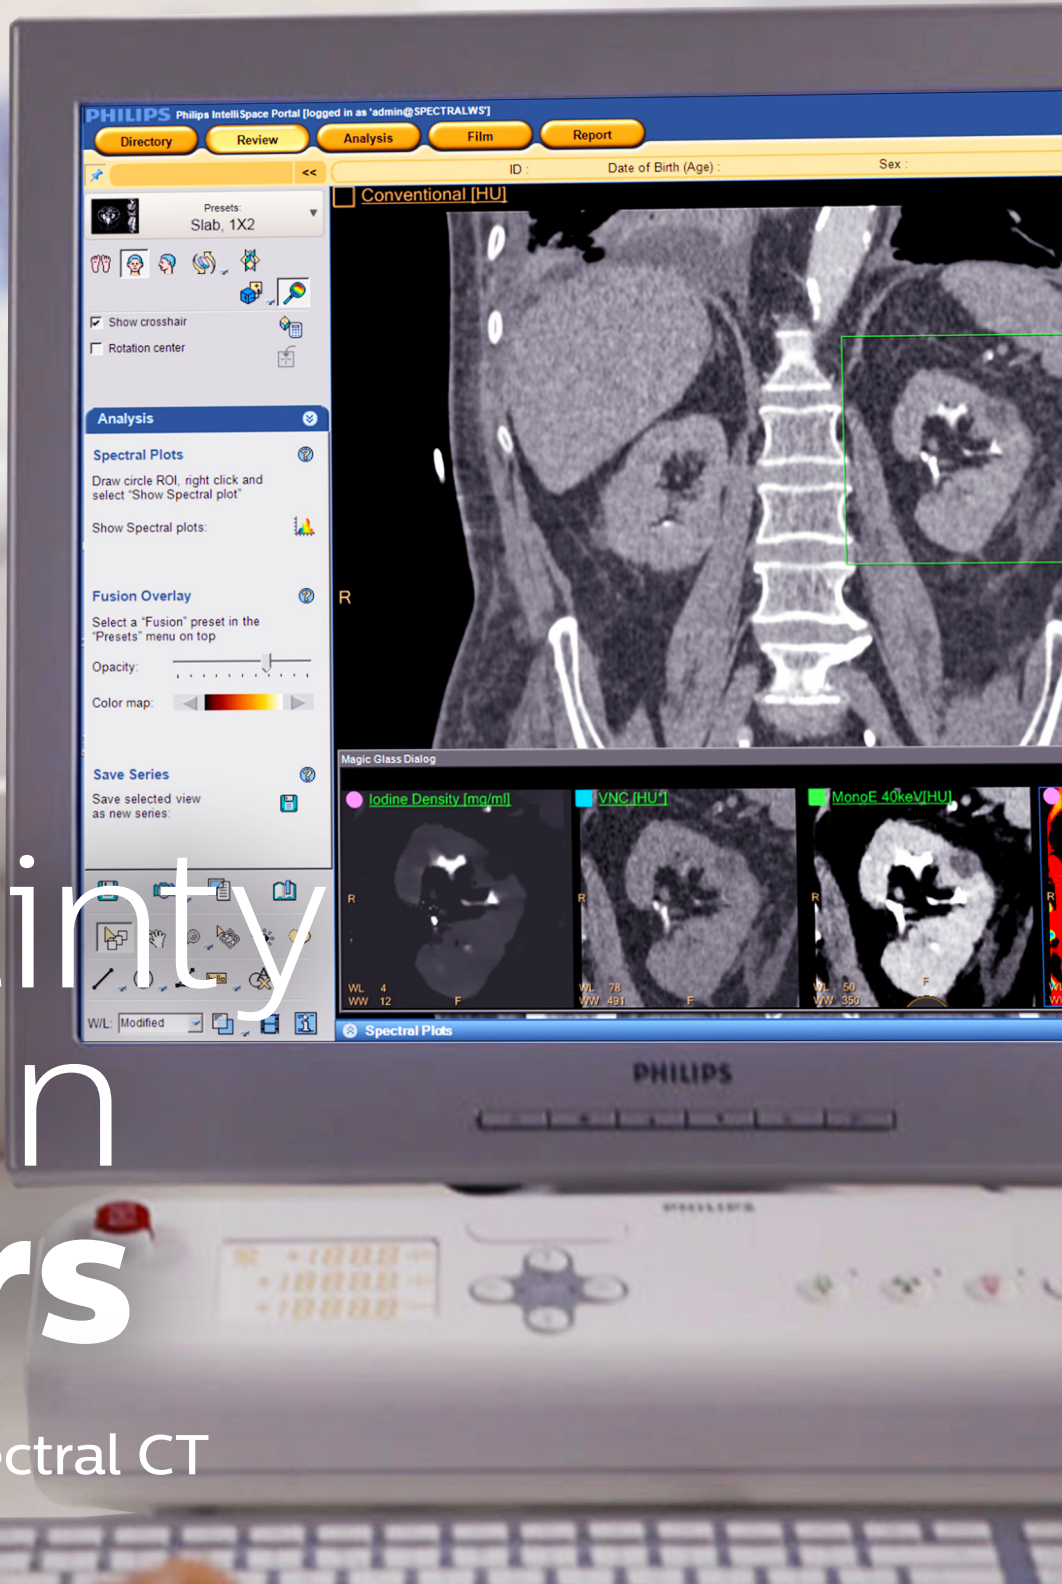 PHILIPS Philips IntelliSpace Portal [logged in as 'admin@SPECTRALWS']
Directory Review Analysis Film Report
<< ID : Date of Birth (Age) : Sex :
Conventional [HU]
Presets:
Slab, 1X2
Show crosshair
Rotation center
Analysis
Spectral Plots
Draw circle ROI, right click and
select "Show Spectral plot"
Show Spectral plots:
Fusion Overlay
Select a "Fusion" preset in the
"Presets" menu on top
Opacity:
Color map:
Save Series
Save selected view
as new series:
W/L: Modified
R
Magic Glass Dialog
Iodine Density [mg/ml]
R
WL 4
WW 12
F
VNC [HU*]
R
WL 78
WW 491
F
MonoE 40keV[HU]
R
WL 50
WW 350
F
R
Spectral Plots
inty
n
rs
ectral CT
PHILIPS
PHILIPS